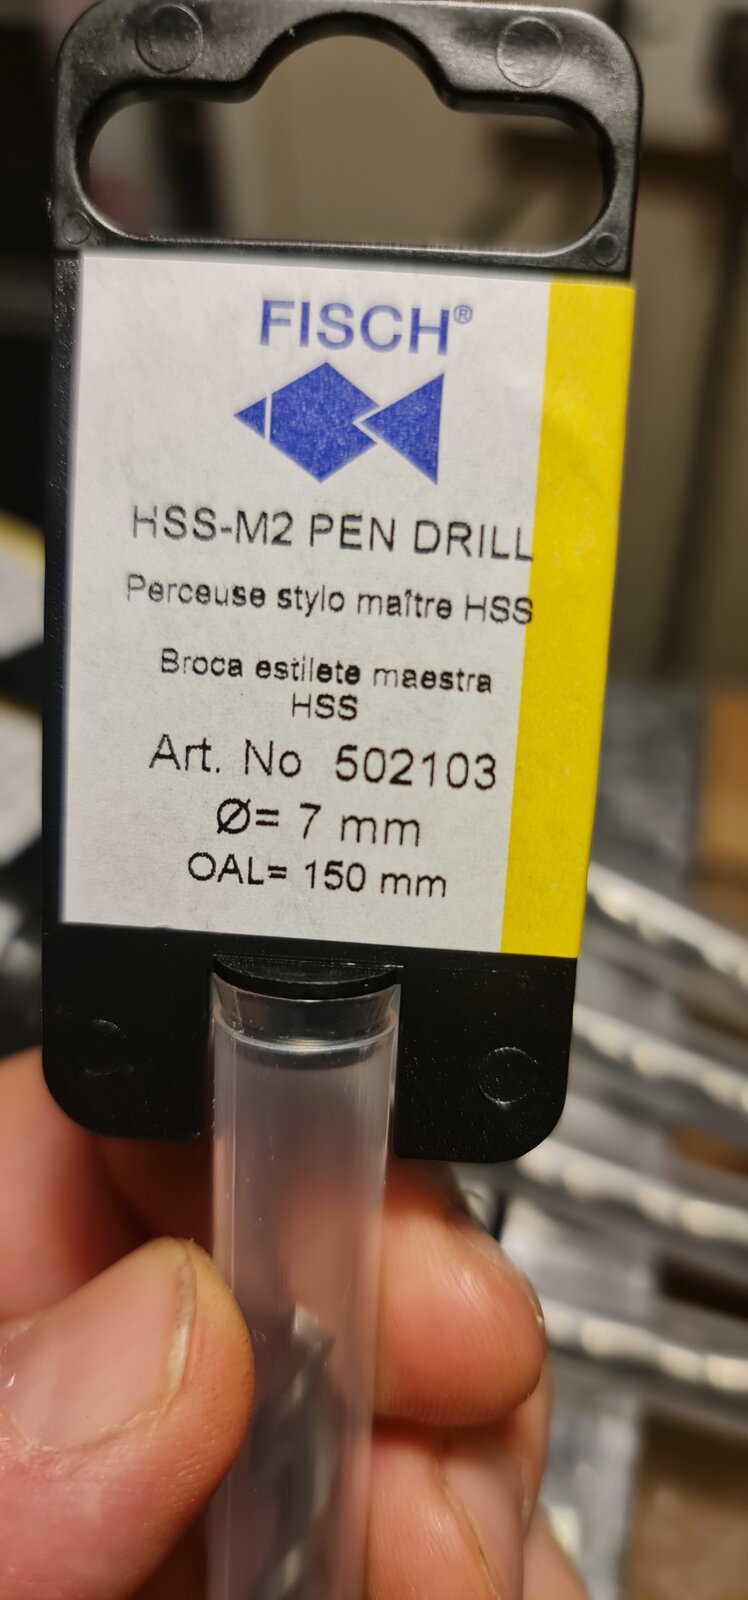 FISCH®
HSS-M2 PEN DRILL
Perceuse stylo maître HSS
Broca estilete maestra
HSS
Art. No 502103
Ø= 7 mm
OAL= 150 mm